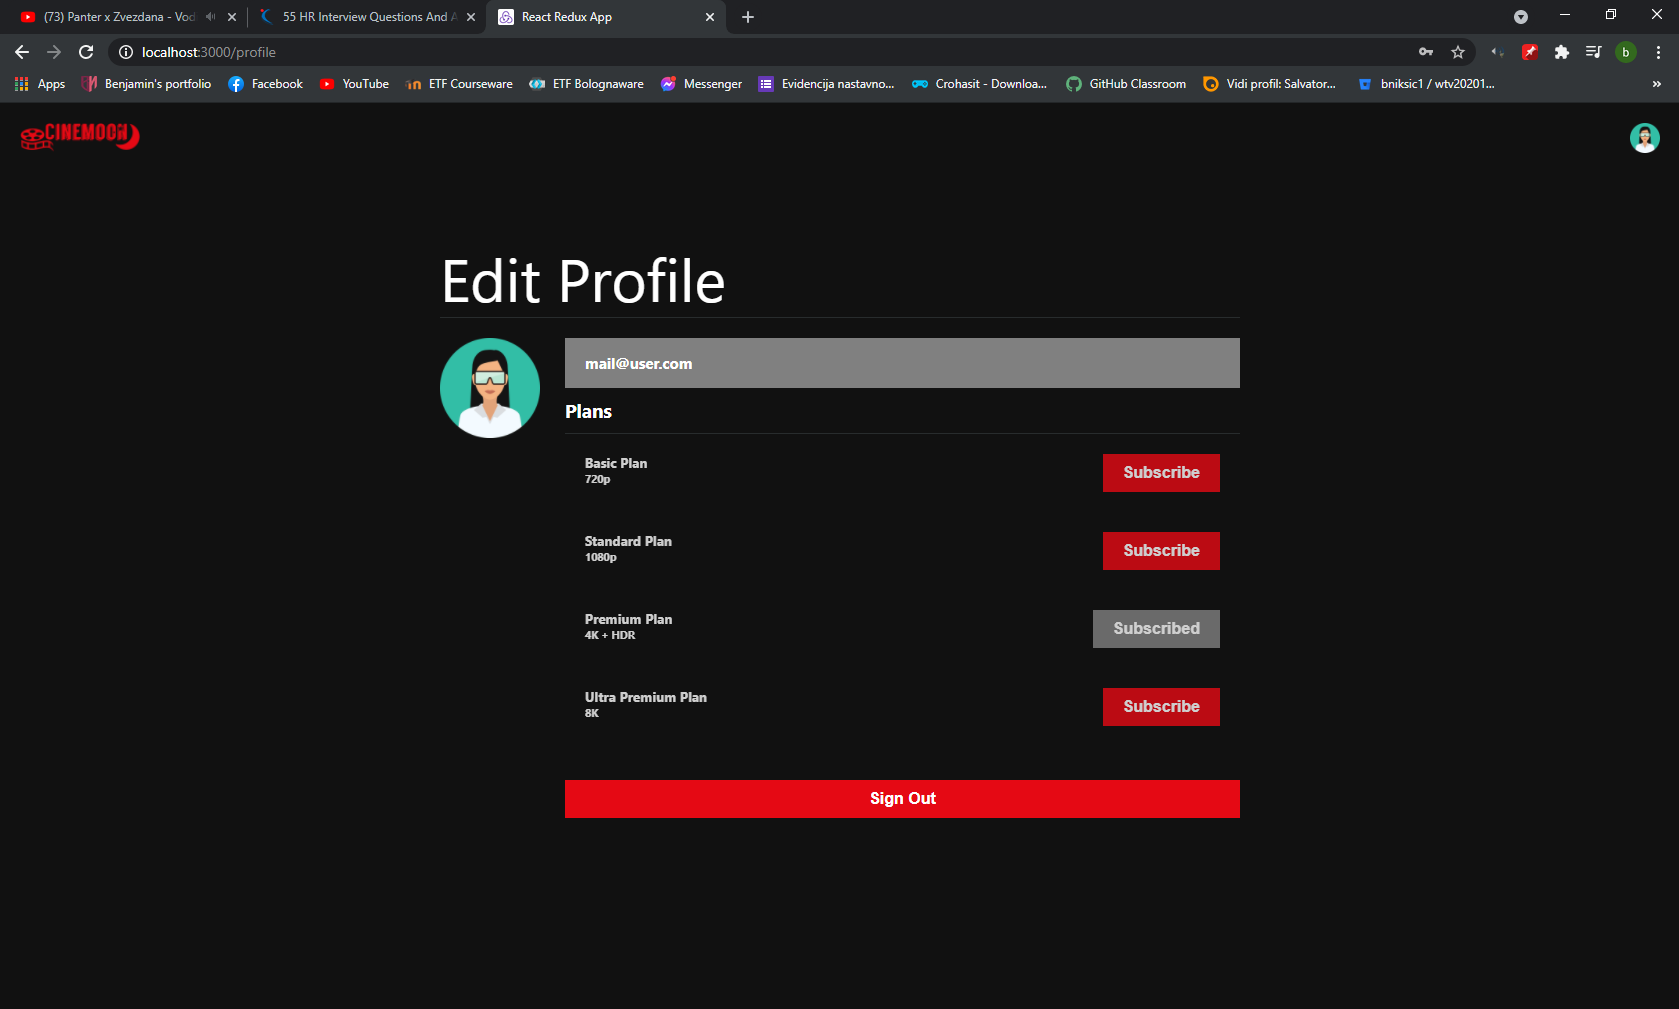 (73) Panter x Zvezdana - Vod
55 HR Interview Questions And A
React Redux App
localhost:3000/profile
b
Apps
Benjamin's portfolio
Facebook
YouTube
ETF Courseware
ETF Bolognaware
Messenger
Evidencija nastavno...
Crohasit - Downloa...
GitHub Classroom
Vidi profil: Salvator...
bniksic1 / wtv20201...
»
CINEMOON
Edit Profile
mail@user.com
Plans
Basic Plan
720p
Subscribe
Standard Plan
1080p
Subscribe
Premium Plan
4K + HDR
Subscribed
Ultra Premium Plan
8K
Subscribe
Sign Out